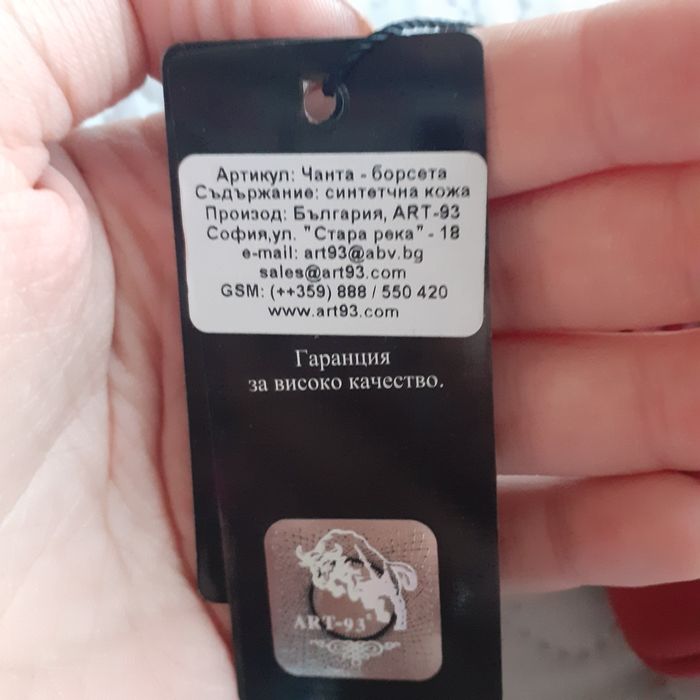 Артикул: Чанта - борсета
Съдържание: синтетчна кожа
Произод: България, ART-93
София,ул. "Стара река" - 18
e-mail: art93@abv.bg
sales@art93.com
GSM: (++359) 888 / 550 420
www.art93.com
Гаранция
за високо качество.
ART-93®